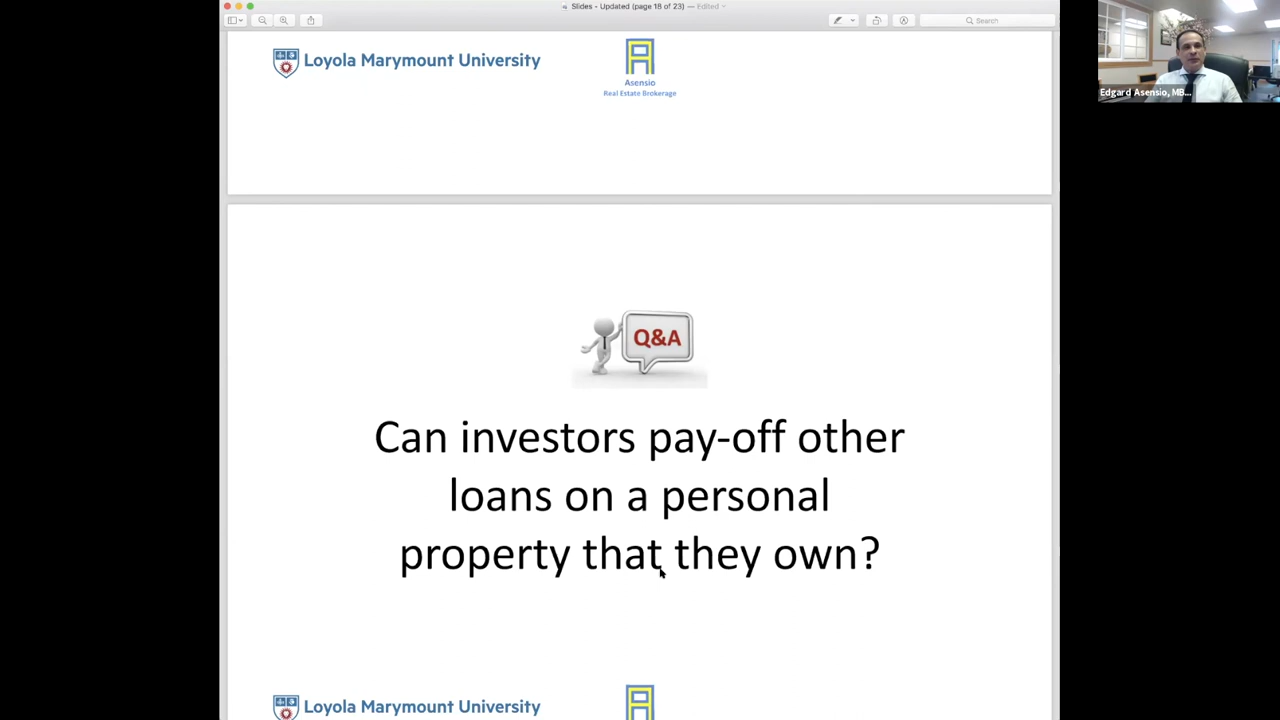 Slides - Updated (page 18 of 23) — Edited
Search
Loyola Marymount University
Asensio
Real Estate Brokerage
Edgard Asensio, MB...
Q&A
Can investors pay-off other
loans on a personal
property that they own?
Loyola Marymount University